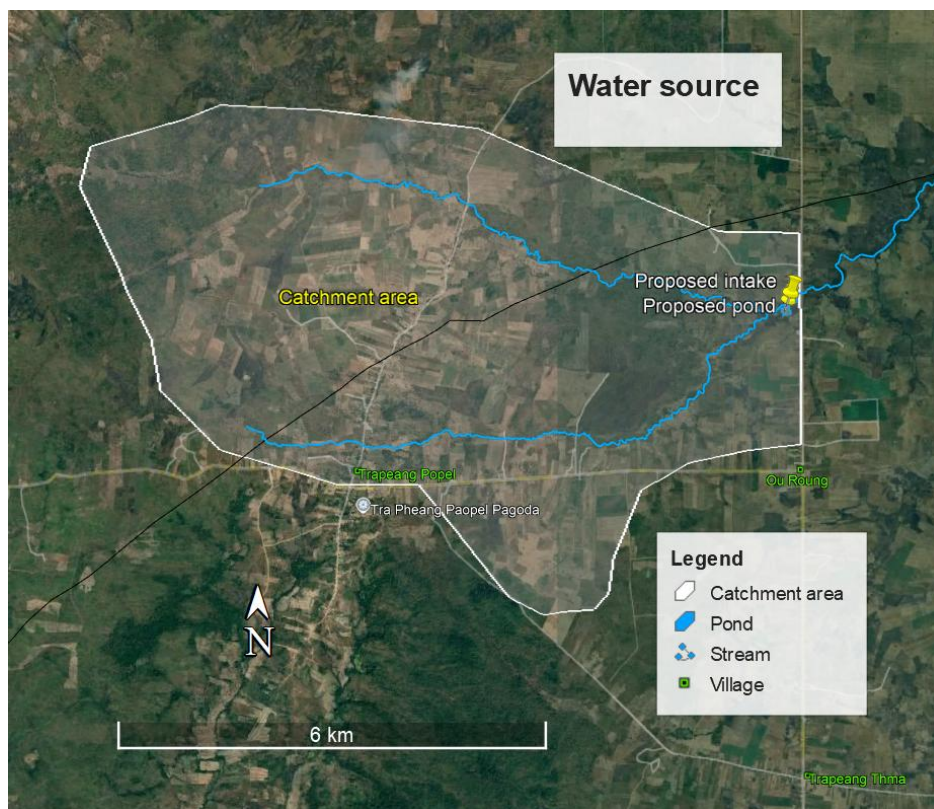 Water source
Proposed intake
Proposed pond
Catchment area
Trapeang Popel
Ou Roung
Tra Pheang Paopel Pagoda
Legend
Catchment area
Pond
Stream
Village
N
6 km
Trapeang Thma